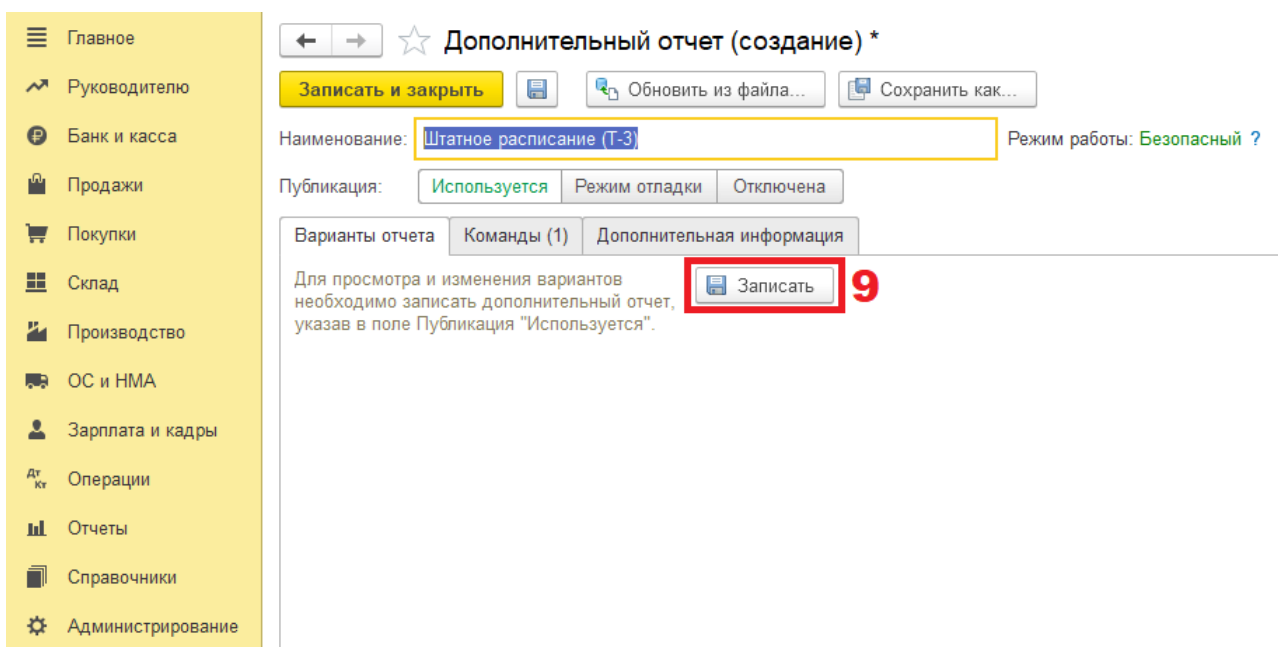 Главное
Руководителю
Банк и касса
Продажи
Покупки
Склад
Производство
ОС и НМА
Зарплата и кадры
Дт Кт Операции
Отчеты
Справочники
Администрирование
Дополнительный отчет (создание) *
Записать и закрыть Обновить из файла... Сохранить как...
Наименование: Штатное расписание (Т-3) Режим работы: Безопасный ?
Публикация: Используется Режим отладки Отключена
Варианты отчета Команды (1) Дополнительная информация
Для просмотра и изменения вариантов
необходимо записать дополнительный отчет,
указав в поле Публикация "Используется".
Записать 9